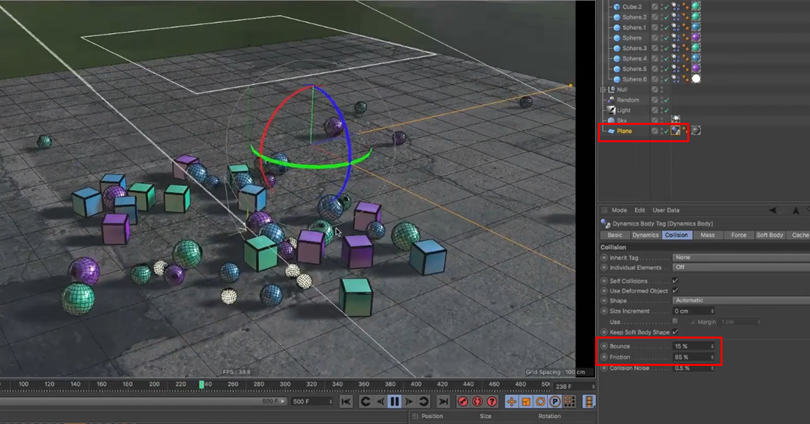 Cube.2
Sphere.2
Sphere.1
Sphere
Sphere.3
Sphere.4
Sphere.5
Sphere.6
Null
Random
Light
Sky
Plane
Mode Edit User Data
Dynamics Body Tag [Dynamics Body]
Basic Dynamics Collision Mass Force Soft Body Cache
Collision
Inherit Tag None
Individual Elements Off
Self Collisions
Use Deformed Object
Shape Automatic
Size Increment 0 cm
Use Margin 1 cm
Keep Soft Body Shape
Bounce 15 %
Friction 85 %
Collision Noise 0.5 %
Grid Spacing : 100 cm
100 120 140 160 180 200 220 240 260 280 300 320 340 360 380 400 420 440 460 480 238 F
500 F
Position Size Rotation